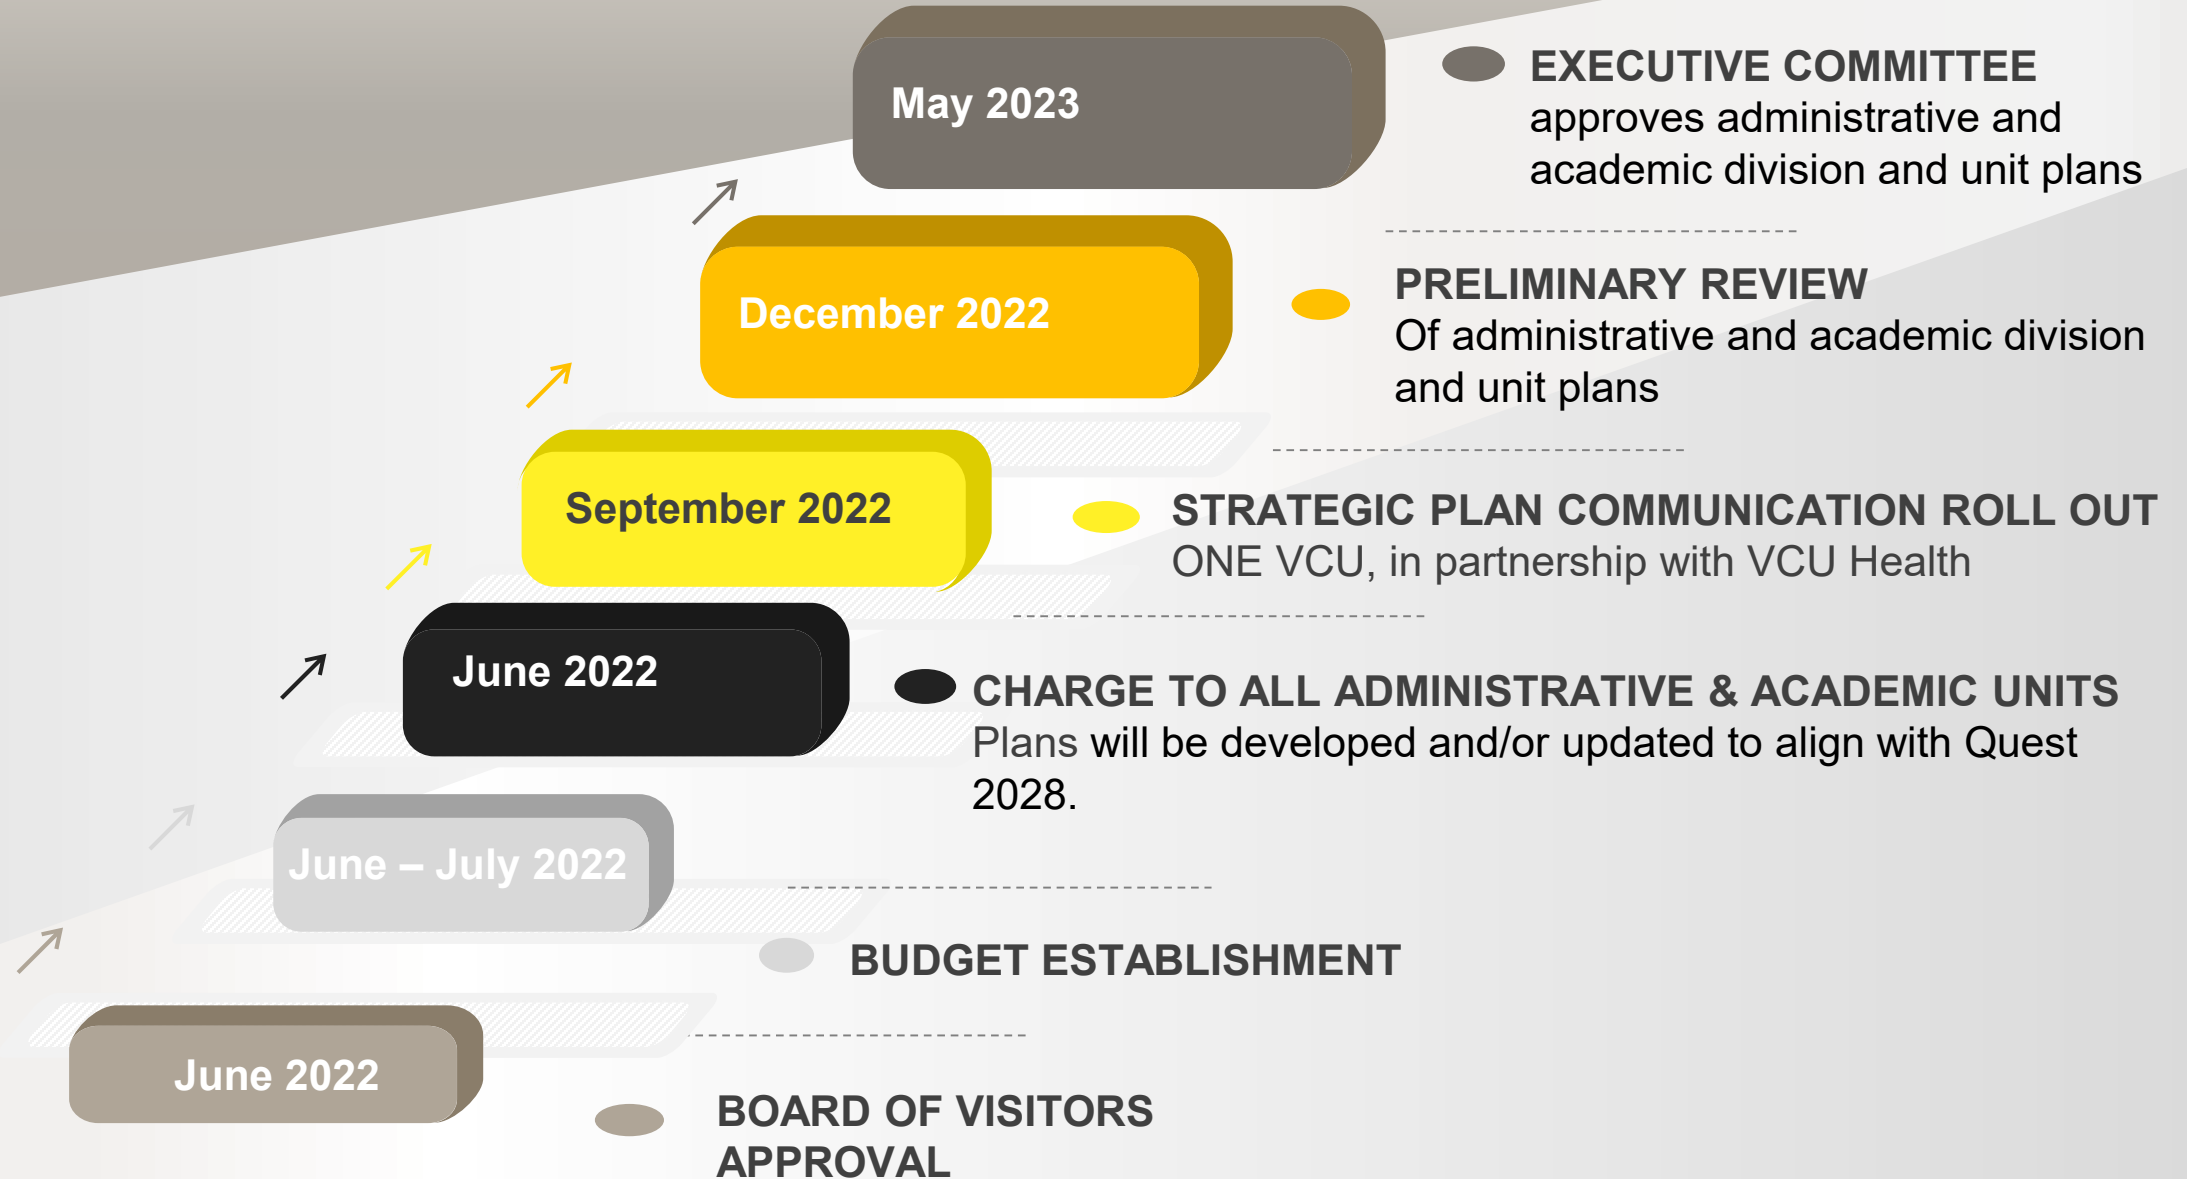 May 2023
EXECUTIVE COMMITTEE
approves administrative and
academic division and unit plans
December 2022
PRELIMINARY REVIEW
Of administrative and academic division
and unit plans
September 2022
STRATEGIC PLAN COMMUNICATION ROLL OUT
ONE VCU, in partnership with VCU Health
June 2022
CHARGE TO ALL ADMINISTRATIVE & ACADEMIC UNITS
Plans will be developed and/or updated to align with Quest
2028.
June – July 2022
BUDGET ESTABLISHMENT
June 2022
BOARD OF VISITORS
APPROVAL